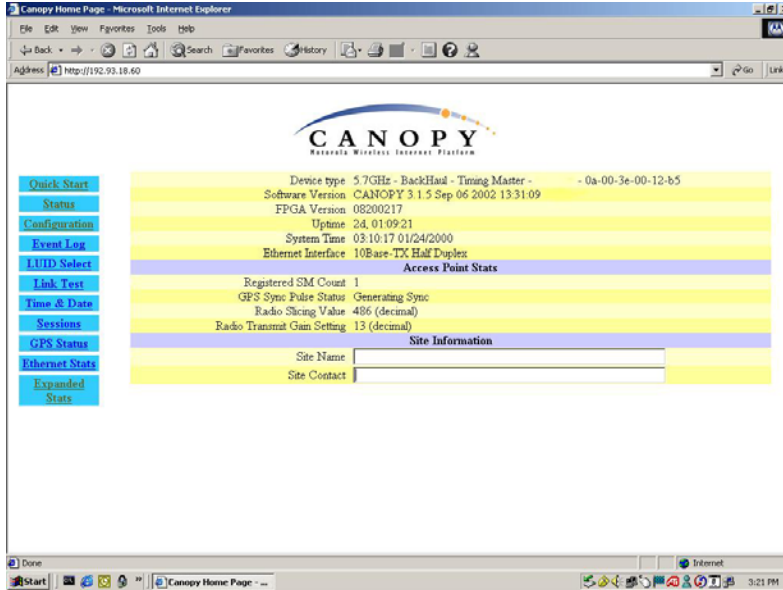 Canopy Home Page - Microsoft Internet Explorer
File Edit View Favorites Tools Help
Back Search Favorites History
Address http://192.93.18.60 Go Link
CANOPY
Motorola Wireless Internet Platform
Quick Start
Status
Configuration
Event Log
LUID Select
Link Test
Time & Date
Sessions
GPS Status
Ethernet Stats
Expanded
Stats
Device type 5.7GHz - BackHaul - Timing Master - - 0a-00-3e-00-12-b5
Software Version CANOPY 3.1.5 Sep 06 2002 13:31:09
FPGA Version 08200217
Uptime 2d, 01:09:21
System Time 03:10:17 01/24/2000
Ethernet Interface 10Base-TX Half Duplex
Access Point Stats
Registered SM Count 1
GPS Sync Pulse Status Generating Sync
Radio Slicing Value 486 (decimal)
Radio Transmit Gain Setting 13 (decimal)
Site Information
Site Name
Site Contact
Done Internet
Start » Canopy Home Page - ... 3:21 PM